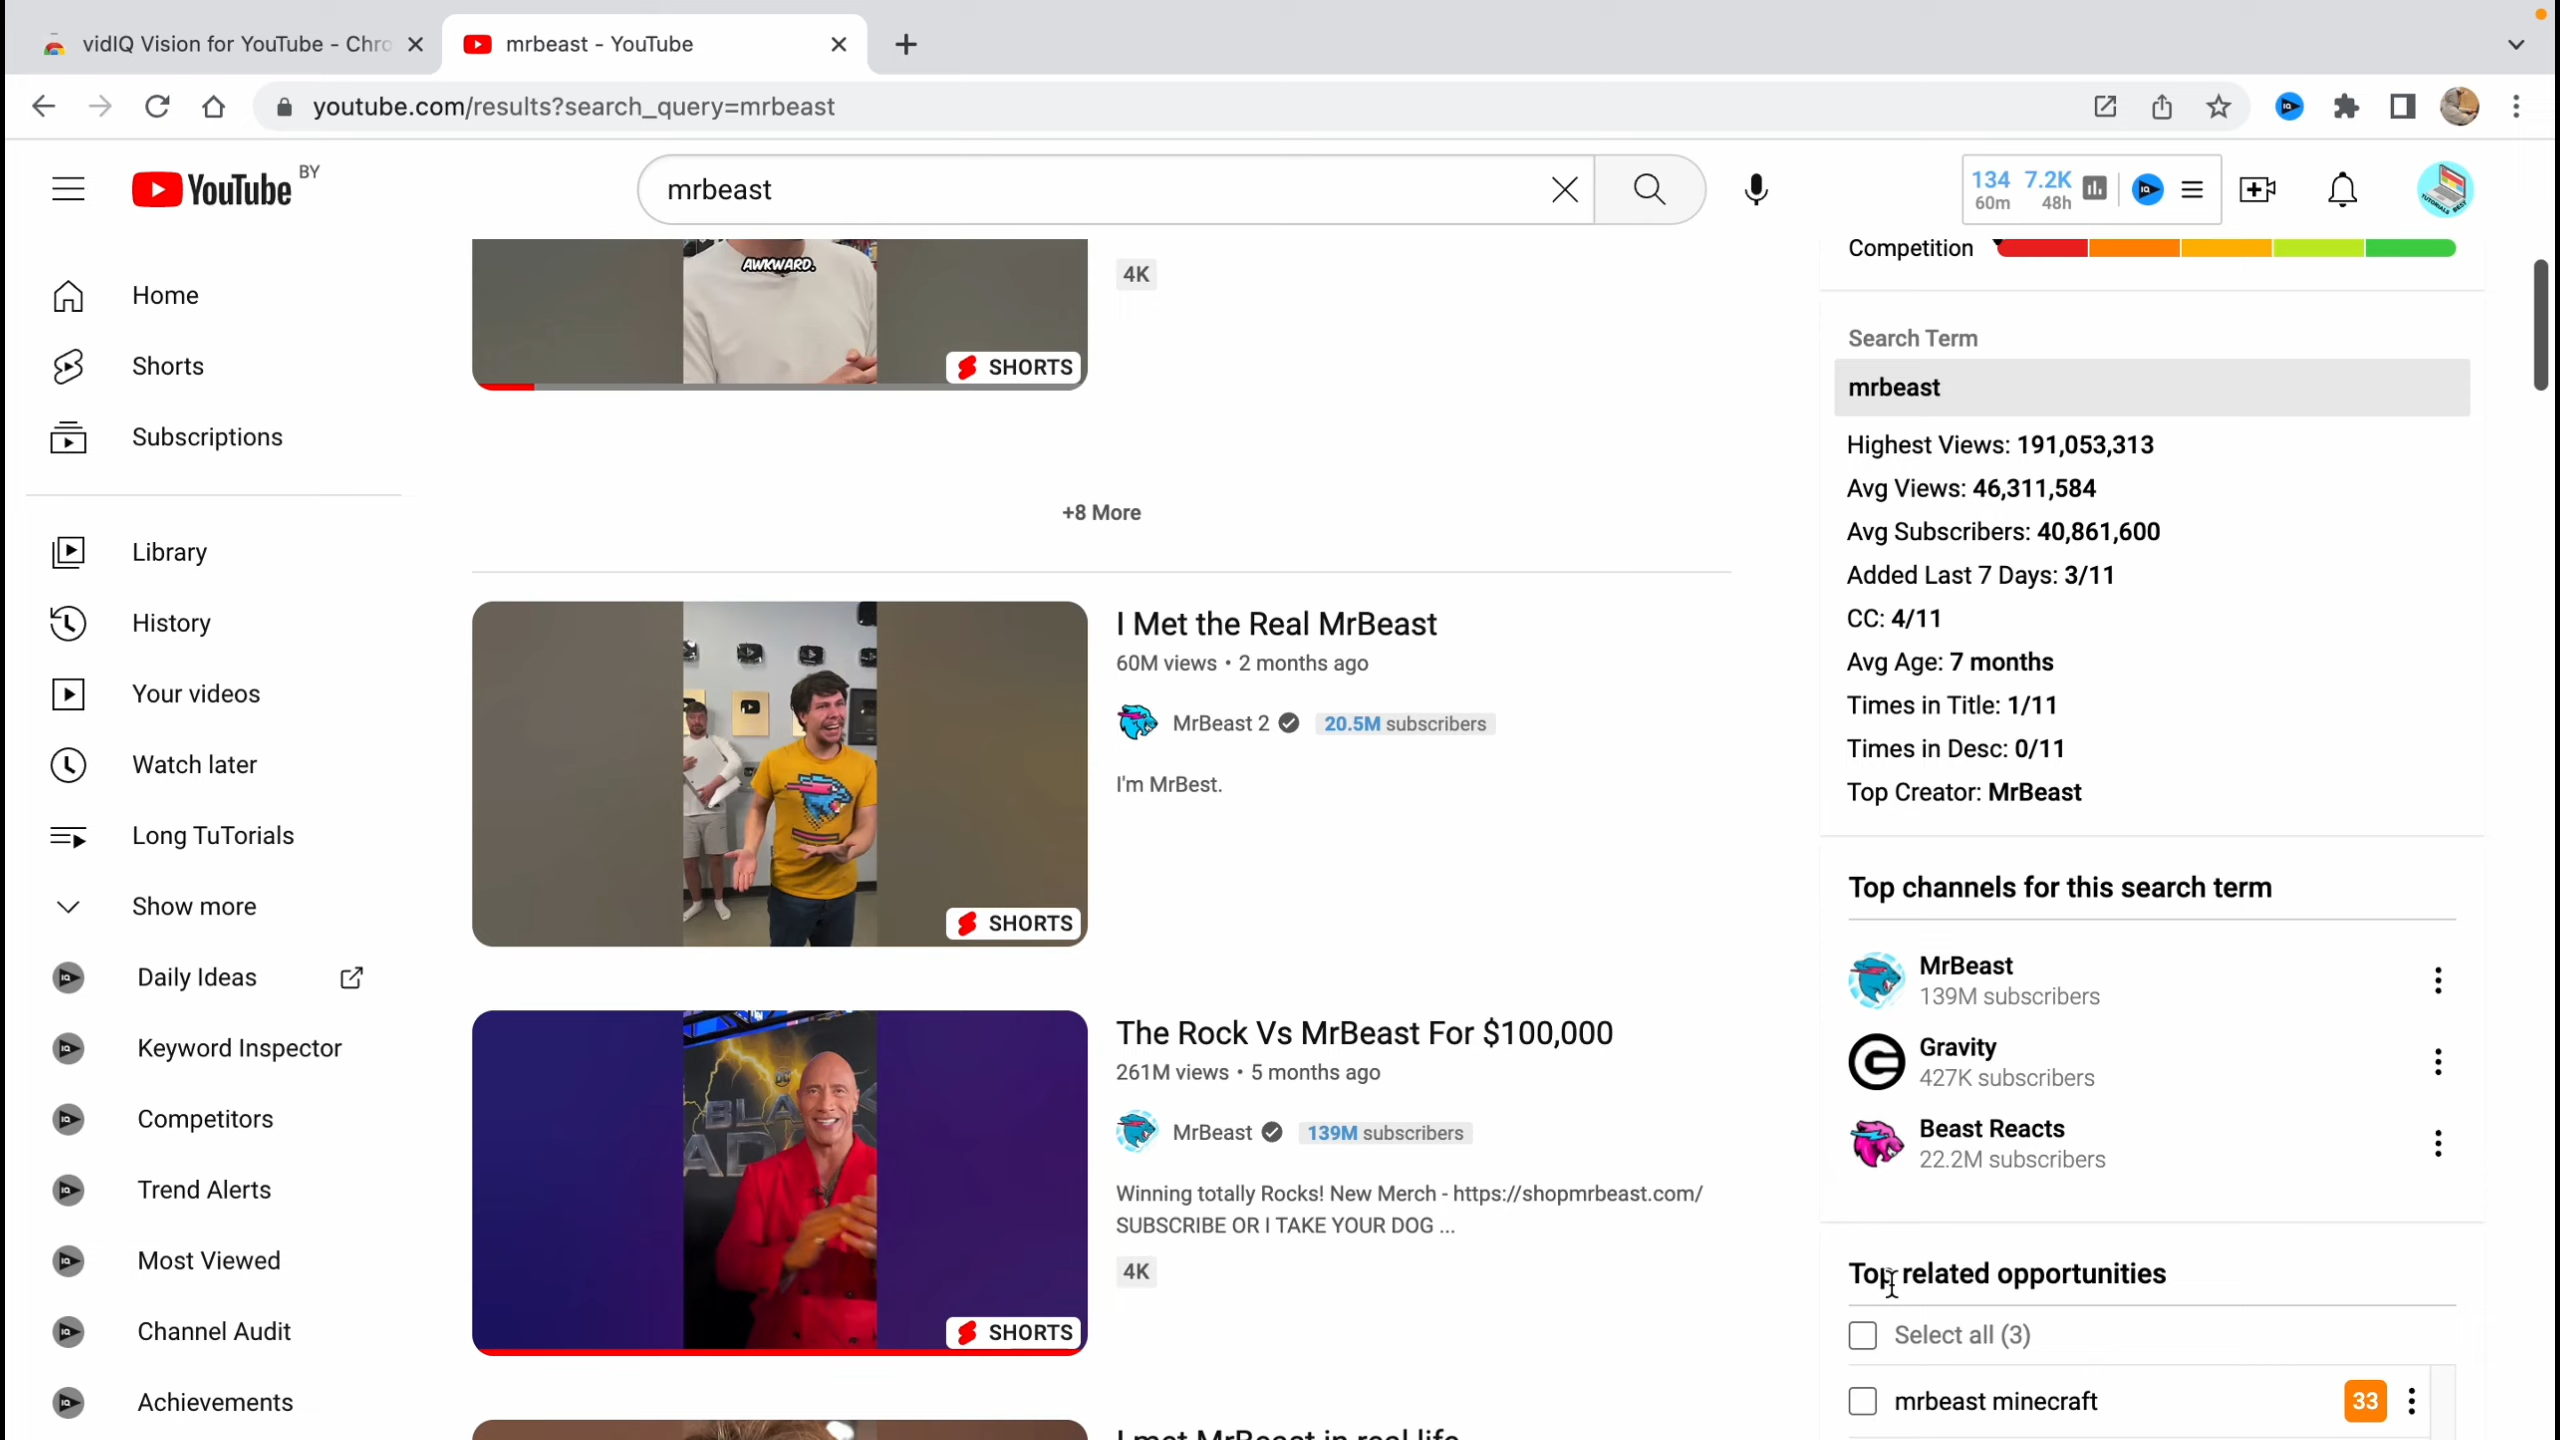 vidIQ Vision for YouTube - Chro
mrbeast - YouTube
youtube.com/results?search_query=mrbeast
YouTube BY
mrbeast
134 7.2K
60m 48h
Home
Shorts
Subscriptions
Library
History
Your videos
Watch later
Long TuTorials
Show more
Daily Ideas
Keyword Inspector
Competitors
Trend Alerts
Most Viewed
Channel Audit
Achievements
AWKWARD.
SHORTS
4K
+8 More
SHORTS
I Met the Real MrBeast
60M views • 2 months ago
MrBeast 2 20.5M subscribers
I'm MrBest.
SHORTS
The Rock Vs MrBeast For $100,000
261M views • 5 months ago
MrBeast 139M subscribers
Winning totally Rocks! New Merch - https://shopmrbeast.com/
SUBSCRIBE OR I TAKE YOUR DOG ...
4K
I met MrBeast in real life
Competition
Search Term
mrbeast
Highest Views: 191,053,313
Avg Views: 46,311,584
Avg Subscribers: 40,861,600
Added Last 7 Days: 3/11
CC: 4/11
Avg Age: 7 months
Times in Title: 1/11
Times in Desc: 0/11
Top Creator: MrBeast
Top channels for this search term
MrBeast
139M subscribers
Gravity
427K subscribers
Beast Reacts
22.2M subscribers
Top related opportunities
Select all (3)
mrbeast minecraft 33